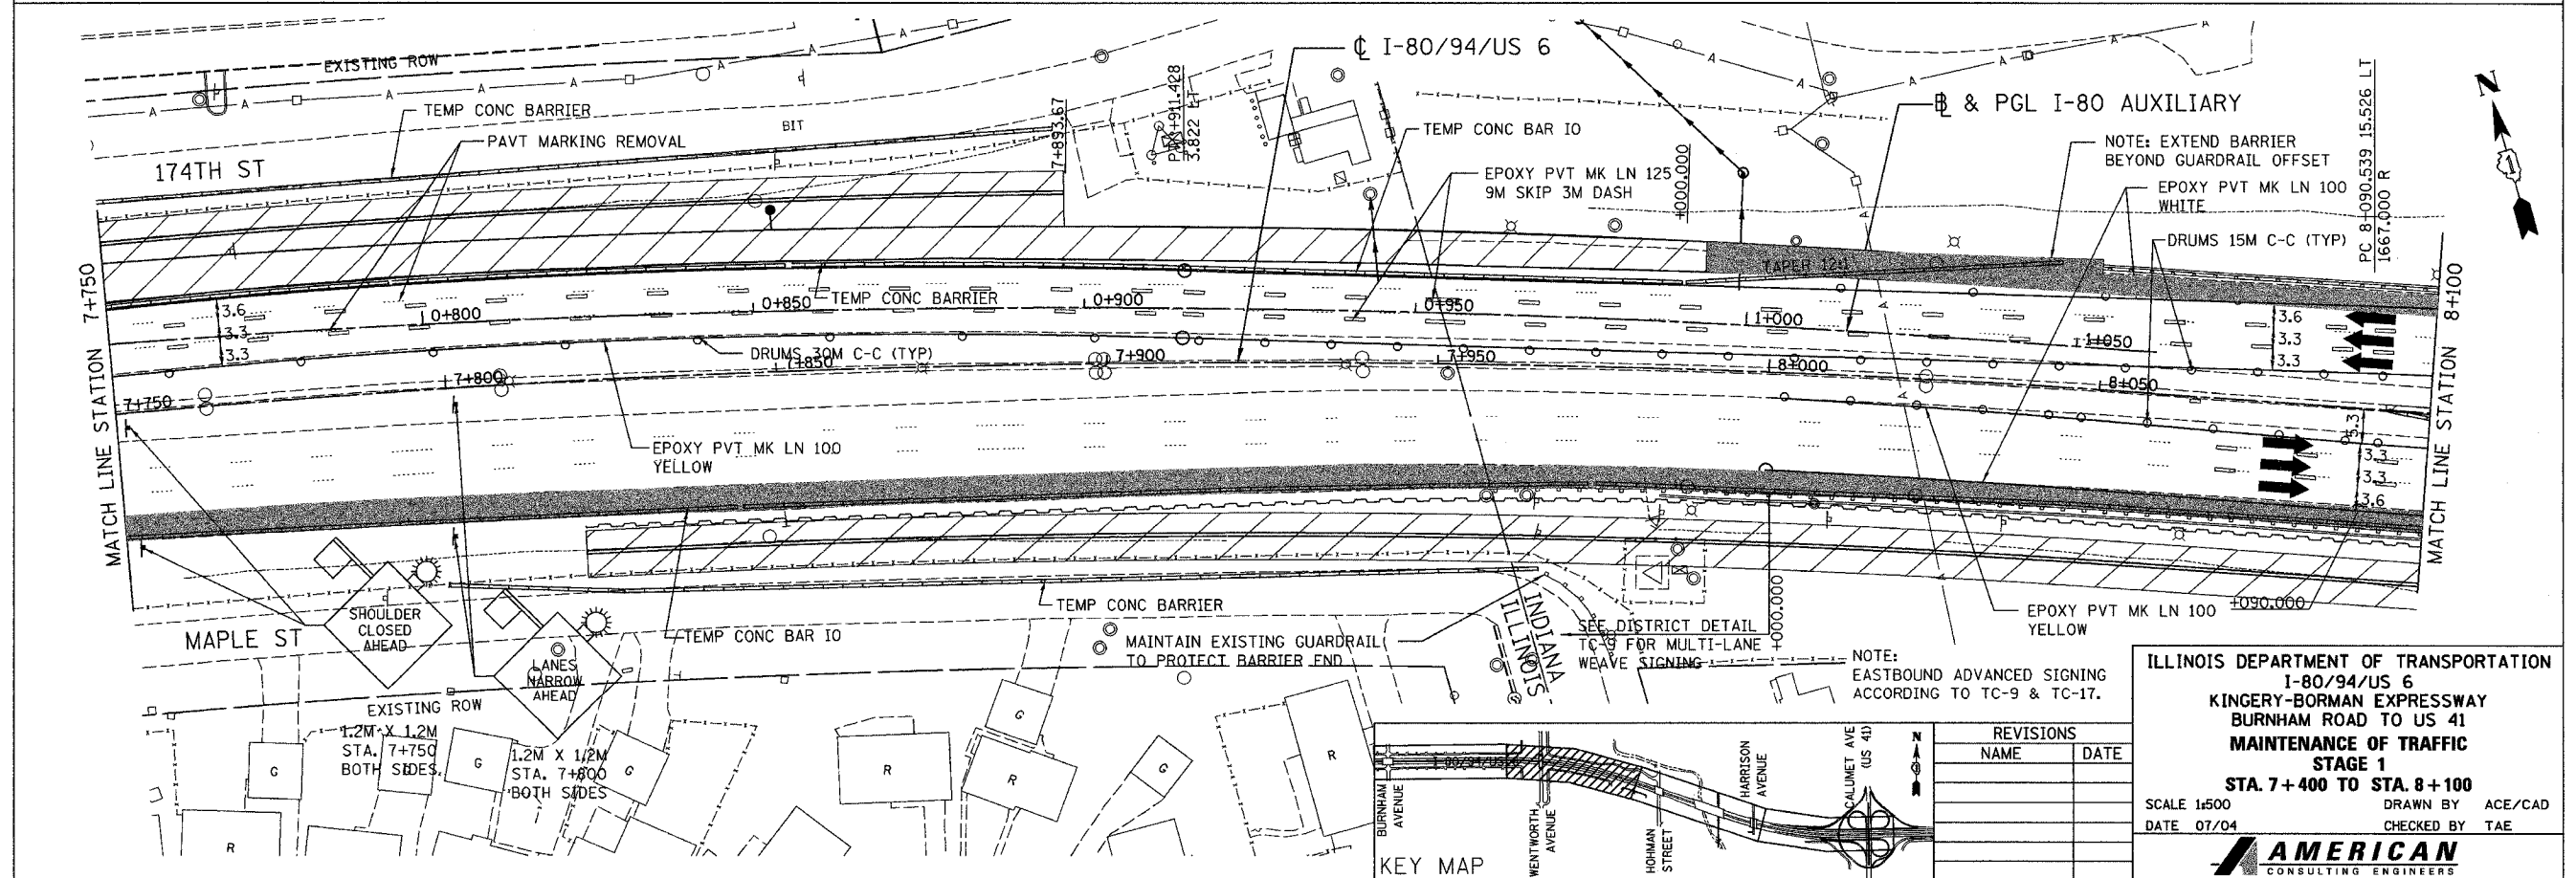 EXISTING ROW
TEMP CONC BARRIER
PAVT MARKING REMOVAL
BIT
174TH ST
7+893.67
3.822 LT
℄ I-80/94/US 6
TEMP CONC BAR IO
EPOXY PVT MK LN 125
9M SKIP 3M DASH
+000.000
& PGL I-80 AUXILIARY
NOTE: EXTEND BARRIER
BEYOND GUARDRAIL OFFSET
EPOXY PVT MK LN 100
WHITE
DRUMS 15M C-C (TYP)
PC 8+090.539 15.526 LT
1667.000 R
N
1
TAPER 12:1
MATCH LINE STATION 7+750
3.6
3.3
3.3
0+800
0+850
TEMP CONC BARRIER
0+900
0+950
1+000
1+050
3.6
3.3
3.3
MATCH LINE STATION 8+100
DRUMS 30M C-C (TYP)
7+750
7+800
7+850
7+900
7+950
8+000
8+050
EPOXY PVT MK LN 100
YELLOW
3.3
3.3
3.6
SHOULDER
CLOSED
AHEAD
LANES
NARROW
AHEAD
MAPLE ST
TEMP CONC BARRIER
TEMP CONC BAR IO
MAINTAIN EXISTING GUARDRAIL
TO PROTECT BARRIER END
INDIANA
ILLINOIS
SEE DISTRICT DETAIL
TC-9 FOR MULTI-LANE
WEAVE SIGNING
+000.000
EPOXY PVT MK LN 100
YELLOW
+090.000
NOTE:
EASTBOUND ADVANCED SIGNING
ACCORDING TO TC-9 & TC-17.
EXISTING ROW
1.2M X 1.2M
STA. 7+750
BOTH SIDES
1.2M X 1.2M
STA. 7+800
BOTH SIDES
G
G
G
G
G
R
R
R
R
KEY MAP
I-80/94/US 6
BURNHAM
AVENUE
WENTWORTH
AVENUE
HOHMAN
STREET
HARRISON
AVENUE
CALUMET AVE
(US 41)
N
REVISIONS
NAME DATE
ILLINOIS DEPARTMENT OF TRANSPORTATION
I-80/94/US 6
KINGERY-BORMAN EXPRESSWAY
BURNHAM ROAD TO US 41
MAINTENANCE OF TRAFFIC
STAGE 1
STA. 7+400 TO STA. 8+100
SCALE 1:500 DRAWN BY ACE/CAD
DATE 07/04 CHECKED BY TAE
AMERICAN
CONSULTING ENGINEERS